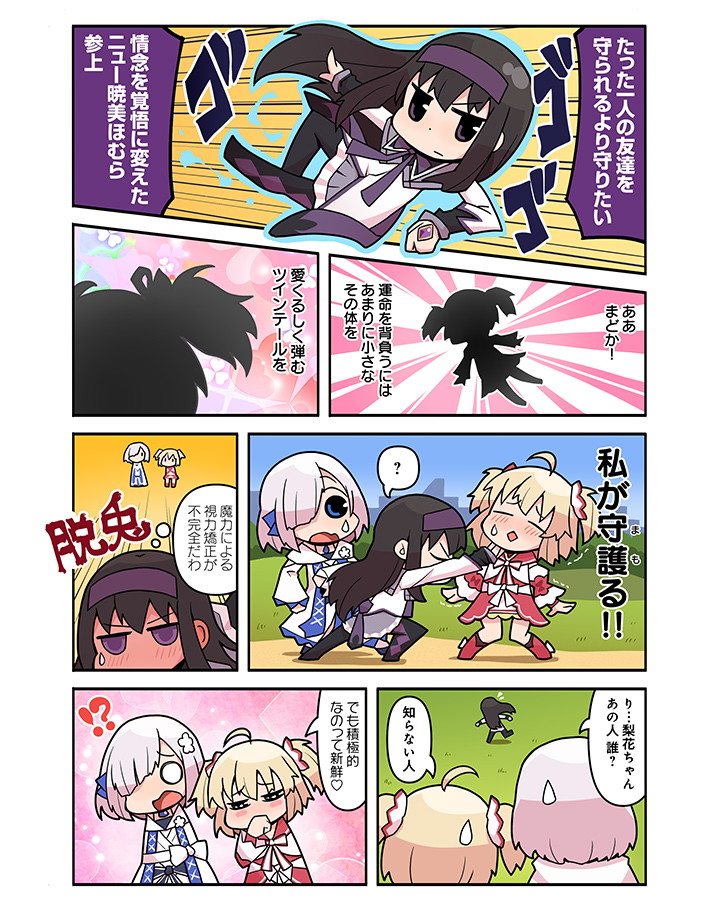 たった一人の友達を
守られるより守りたい
ゴゴゴ
情念を覚悟に変えた
ニュー暁美ほむら
参上
ああ
まどか！
運命を背負うには
あまりに小さな
その体を
愛くるしく弾む
ツインテールを
私が守護る!!
まも
？
魔力による
視力矯正が
不完全だわ
脱兎
り…梨花ちゃん
あの人 誰？
知らない人
でも積極的
なのって新鮮♡
!?